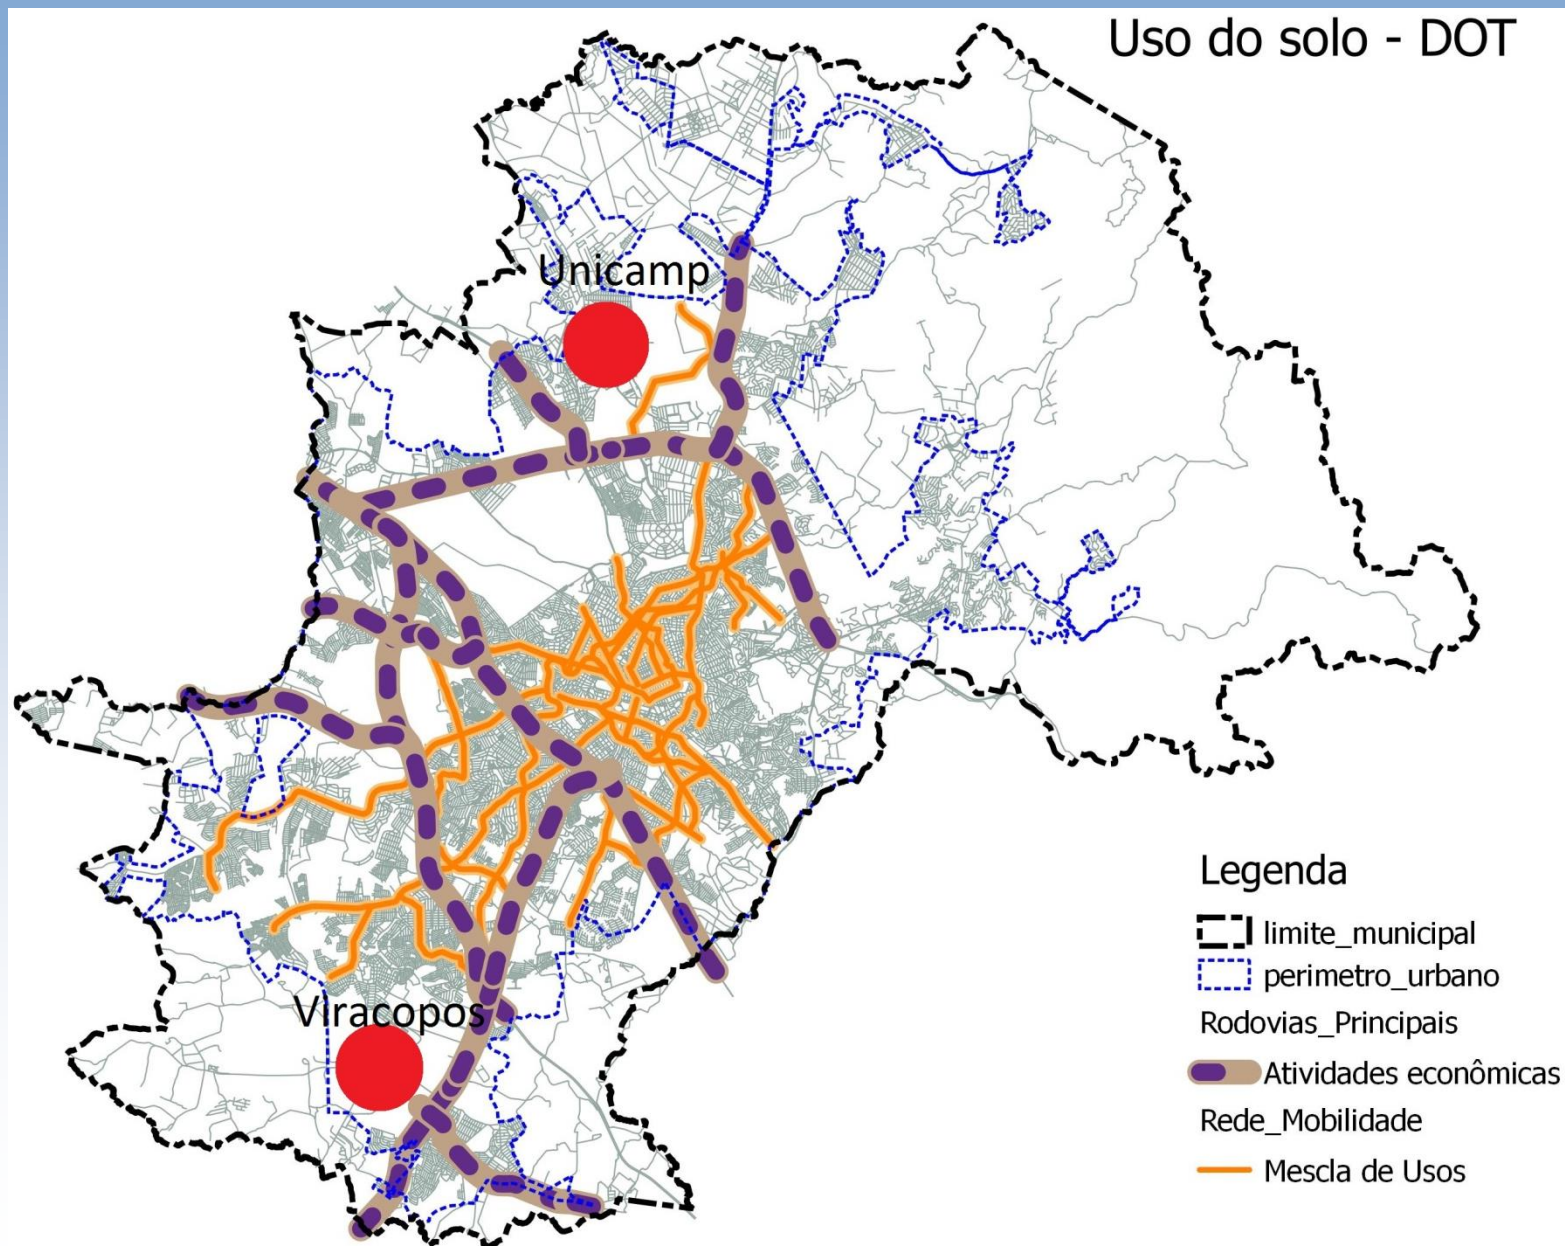 Uso do solo - DOT
Unicamp
Viracopos
Legenda
limite_municipal
perimetro_urbano
Rodovias_Principais
Atividades econômicas
Rede_Mobilidade
Mescla de Usos